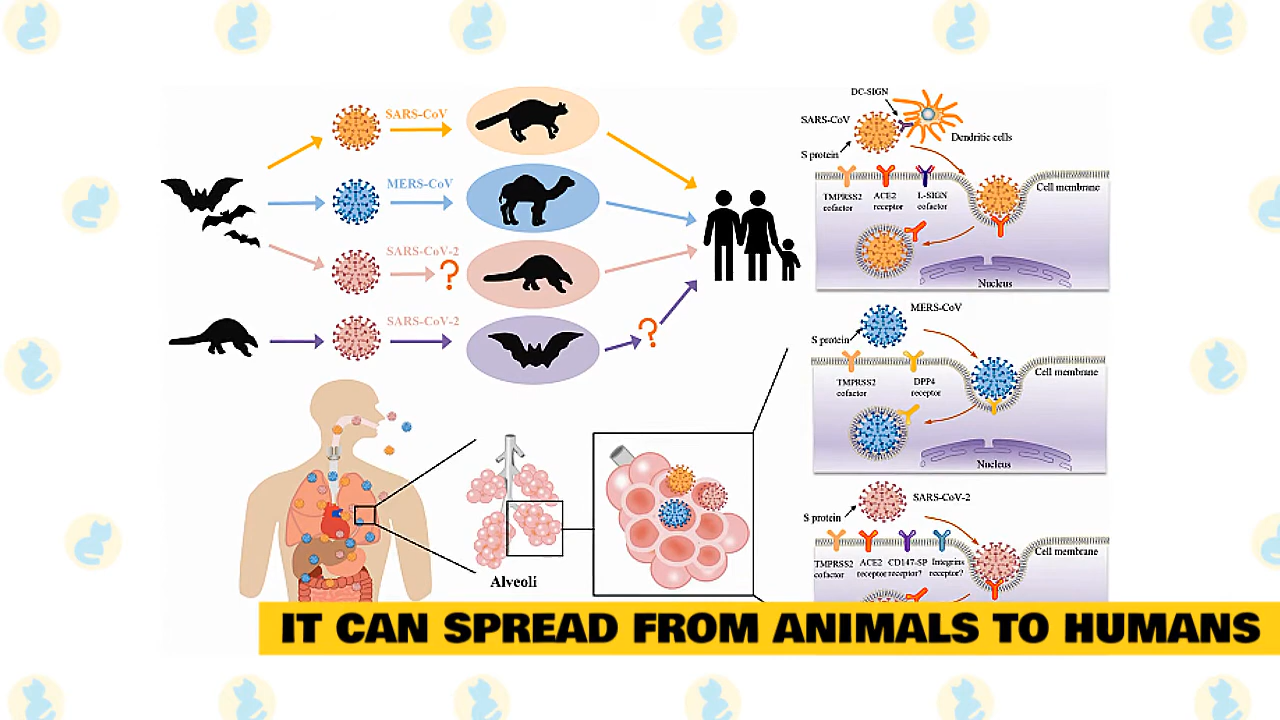 SARS-CoV
MERS-CoV
SARS-CoV-2
?
SARS-CoV-2
?
Alveoli
DC-SIGN
SARS-CoV
Dendritic cells
S protein
Cell membrane
TMPRSS2
cofactor
ACE2
receptor
L-SIGN
cofactor
Nucleus
MERS-CoV
S protein
Cell membrane
TMPRSS2
cofactor
DPP4
receptor
Nucleus
SARS-CoV-2
S protein
Cell membrane
TMPRSS2
cofactor
ACE2
receptor
CD147-SP
receptor?
Integrins
receptor?
IT CAN SPREAD FROM ANIMALS TO HUMANS